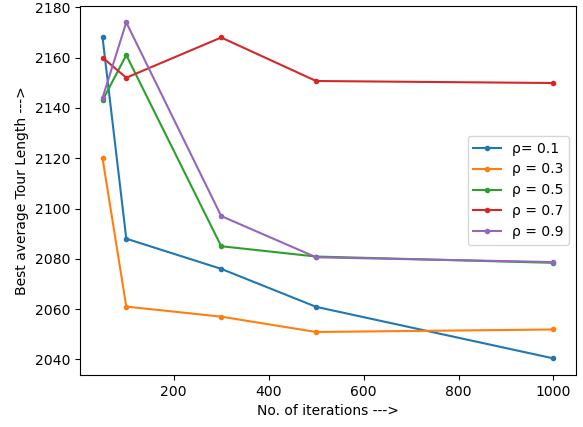 2180
2160
2140
2120
2100
2080
2060
2040
Best average Tour Length --->
ρ= 0.1
ρ = 0.3
ρ = 0.5
ρ = 0.7
ρ = 0.9
200
400
600
800
1000
No. of iterations --->